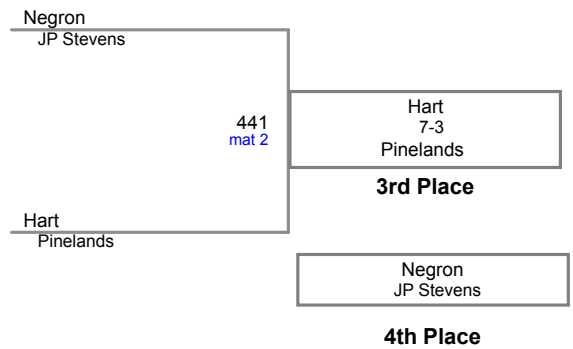 Negron
JP Stevens
441
mat 2
Hart
7-3
Pinelands
3rd Place
Hart
Pinelands
Negron
JP Stevens
4th Place